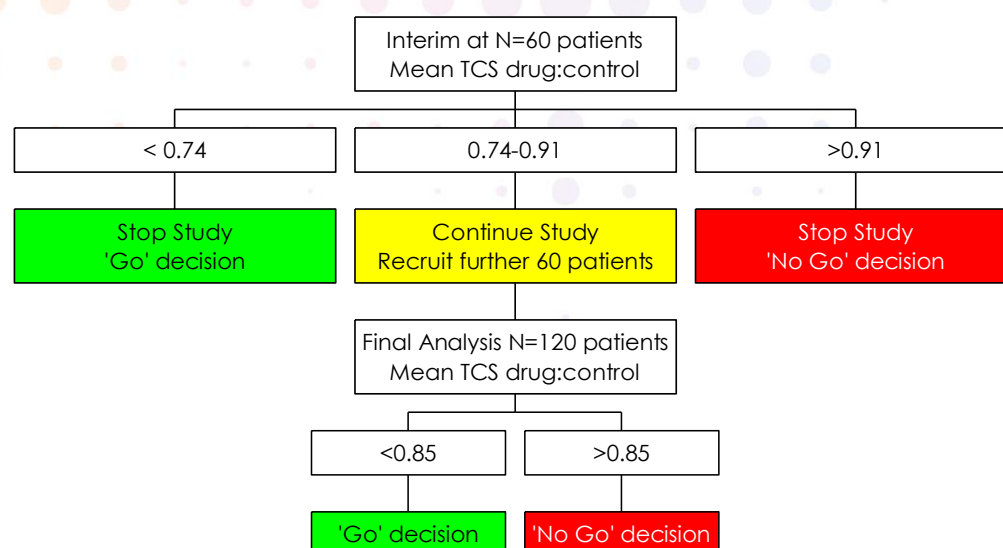 Interim at N=60 patients
Mean TCS drug:control
< 0.74
0.74-0.91
>0.91
Stop Study
'Go' decision
Continue Study
Recruit further 60 patients
Stop Study
'No Go' decision
Final Analysis N=120 patients
Mean TCS drug:control
<0.85
>0.85
'Go' decision
'No Go' decision